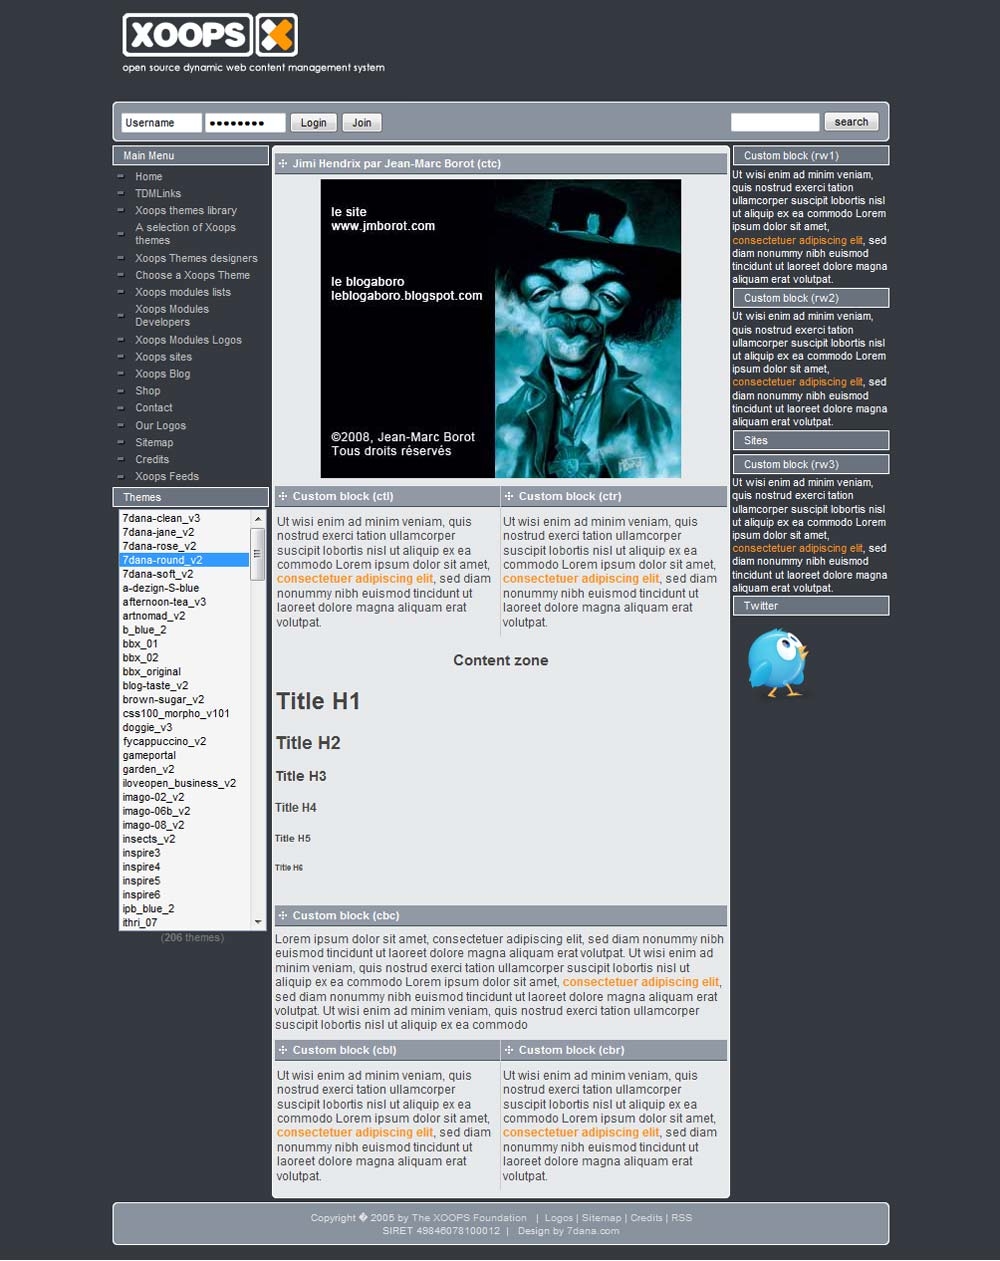 XOOPS X
open source dynamic web content management system
Username
Login
Join
search
Main Menu
Home
TDMLinks
Xoops themes library
A selection of Xoops
themes
Xoops Themes designers
Choose a Xoops Theme
Xoops modules lists
Xoops Modules
Developers
Xoops Modules Logos
Xoops sites
Xoops Blog
Shop
Contact
Our Logos
Sitemap
Credits
Xoops Feeds
Themes
7dana-clean_v3
7dana-jane_v2
7dana-rose_v2
7dana-round_v2
7dana-soft_v2
a-dezign-S-blue
afternoon-tea_v3
artnomad_v2
b_blue_2
bbx_01
bbx_02
bbx_original
blog-taste_v2
brown-sugar_v2
css100_morpho_v101
doggie_v3
fycappuccino_v2
gameportal
garden_v2
iloveopen_business_v2
imago-02_v2
imago-06b_v2
imago-08_v2
insects_v2
inspire3
inspire4
inspire5
inspire6
ipb_blue_2
ithri_07
(206 themes)
Jimi Hendrix par Jean-Marc Borot (ctc)
le site
www.jmborot.com
le blogaboro
leblogaboro.blogspot.com
©2008, Jean-Marc Borot
Tous droits réservés
Custom block (ctl)
Ut wisi enim ad minim veniam, quis
nostrud exerci tation ullamcorper
suscipit lobortis nisl ut aliquip ex ea
commodo Lorem ipsum dolor sit amet,
consectetuer adipiscing elit, sed diam
nonummy nibh euismod tincidunt ut
laoreet dolore magna aliquam erat
volutpat.
Custom block (ctr)
Ut wisi enim ad minim veniam, quis
nostrud exerci tation ullamcorper
suscipit lobortis nisl ut aliquip ex ea
commodo Lorem ipsum dolor sit amet,
consectetuer adipiscing elit, sed diam
nonummy nibh euismod tincidunt ut
laoreet dolore magna aliquam erat
volutpat.
Content zone
Title H1
Title H2
Title H3
Title H4
Title H5
Title H6
Custom block (cbc)
Lorem ipsum dolor sit amet, consectetuer adipiscing elit, sed diam nonummy nibh
euismod tincidunt ut laoreet dolore magna aliquam erat volutpat. Ut wisi enim ad
minim veniam, quis nostrud exerci tation ullamcorper suscipit lobortis nisl ut
aliquip ex ea commodo Lorem ipsum dolor sit amet, consectetuer adipiscing elit,
sed diam nonummy nibh euismod tincidunt ut laoreet dolore magna aliquam erat
volutpat. Ut wisi enim ad minim veniam, quis nostrud exerci tation ullamcorper
suscipit lobortis nisl ut aliquip ex ea commodo
Custom block (cbl)
Ut wisi enim ad minim veniam, quis
nostrud exerci tation ullamcorper
suscipit lobortis nisl ut aliquip ex ea
commodo Lorem ipsum dolor sit amet,
consectetuer adipiscing elit, sed diam
nonummy nibh euismod tincidunt ut
laoreet dolore magna aliquam erat
volutpat.
Custom block (cbr)
Ut wisi enim ad minim veniam, quis
nostrud exerci tation ullamcorper
suscipit lobortis nisl ut aliquip ex ea
commodo Lorem ipsum dolor sit amet,
consectetuer adipiscing elit, sed diam
nonummy nibh euismod tincidunt ut
laoreet dolore magna aliquam erat
volutpat.
Custom block (rw1)
Ut wisi enim ad minim veniam,
quis nostrud exerci tation
ullamcorper suscipit lobortis nisl
ut aliquip ex ea commodo Lorem
ipsum dolor sit amet,
consectetuer adipiscing elit, sed
diam nonummy nibh euismod
tincidunt ut laoreet dolore magna
aliquam erat volutpat.
Custom block (rw2)
Ut wisi enim ad minim veniam,
quis nostrud exerci tation
ullamcorper suscipit lobortis nisl
ut aliquip ex ea commodo Lorem
ipsum dolor sit amet,
consectetuer adipiscing elit, sed
diam nonummy nibh euismod
tincidunt ut laoreet dolore magna
aliquam erat volutpat.
Sites
Custom block (rw3)
Ut wisi enim ad minim veniam,
quis nostrud exerci tation
ullamcorper suscipit lobortis nisl
ut aliquip ex ea commodo Lorem
ipsum dolor sit amet,
consectetuer adipiscing elit, sed
diam nonummy nibh euismod
tincidunt ut laoreet dolore magna
aliquam erat volutpat.
Twitter
Copyright � 2005 by The XOOPS Foundation | Logos | Sitemap | Credits | RSS
SIRET 49846078100012 | Design by 7dana.com